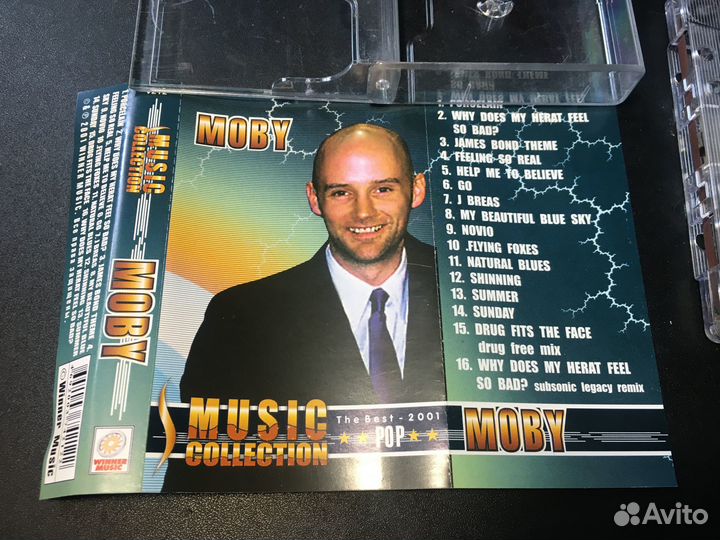 MOBY
MUSIC
COLLECTION
The Best - 2001
POP
1. PORCELAIN
2. WHY DOES MY HERAT FEEL
SO BAD?
3. JAMES BOND THEME
4. FEELING SO REAL
5. HELP ME TO BELIEVE
6. GO
7. J BREAS
8. MY BEAUTIFUL BLUE SKY
9. NOVIO
10 .FLYING FOXES
11. NATURAL BLUES
12. SHINNING
13. SUMMER
14. SUNDAY
15. DRUG FITS THE FACE
drug free mix
16. WHY DOES MY HERAT FEEL
SO BAD? subsonic legacy remix
MOBY
MUSIC
COLLECTION
MOBY
WINNER
MUSIC
© Winner Music
Avito